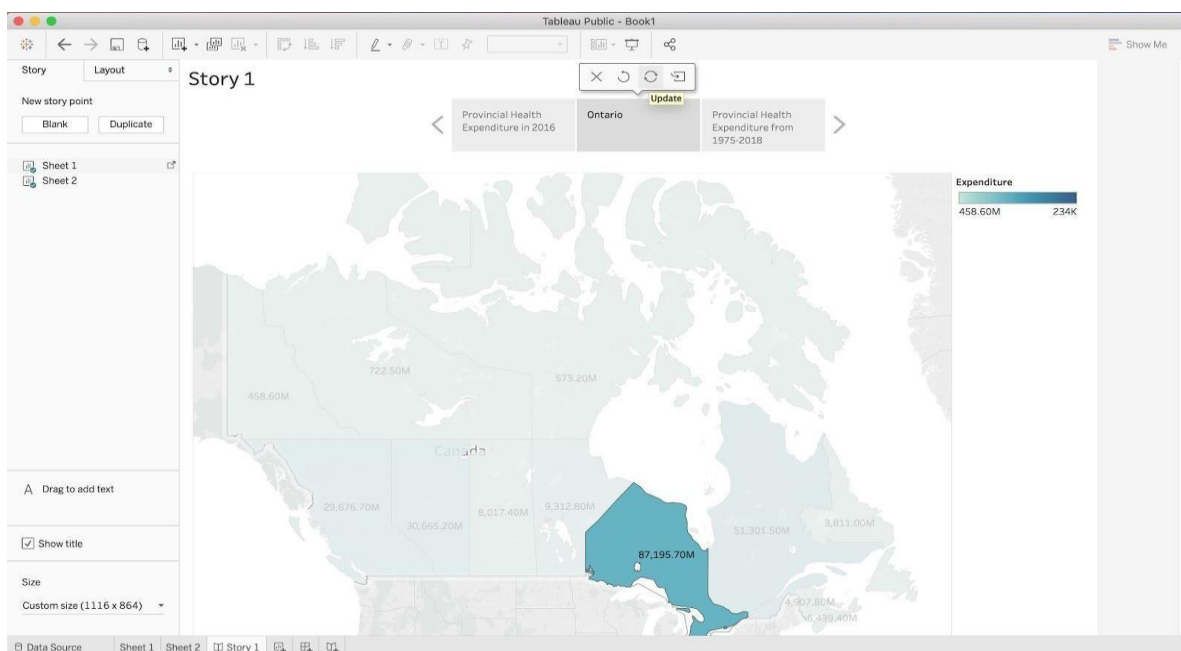 Tableau Public - Book1
Show Me
Story Layout
New story point
Blank Duplicate
Sheet 1
Sheet 2
Drag to add text
Show title
Size
Custom size (1116 x 864)
Story 1
Update
Provincial Health
Expenditure in 2016
Ontario
Provincial Health
Expenditure from
1975-2018
Expenditure
458.60M 234K
722.50M
573.20M
458.60M
Canada
29,676.70M
30,665.20M
8,017.40M
9,312.80M
87,195.70M
51,301.50M
3,811.00M
4,907.80M
6,439.40M
Data Source Sheet 1 Sheet 2 Story 1